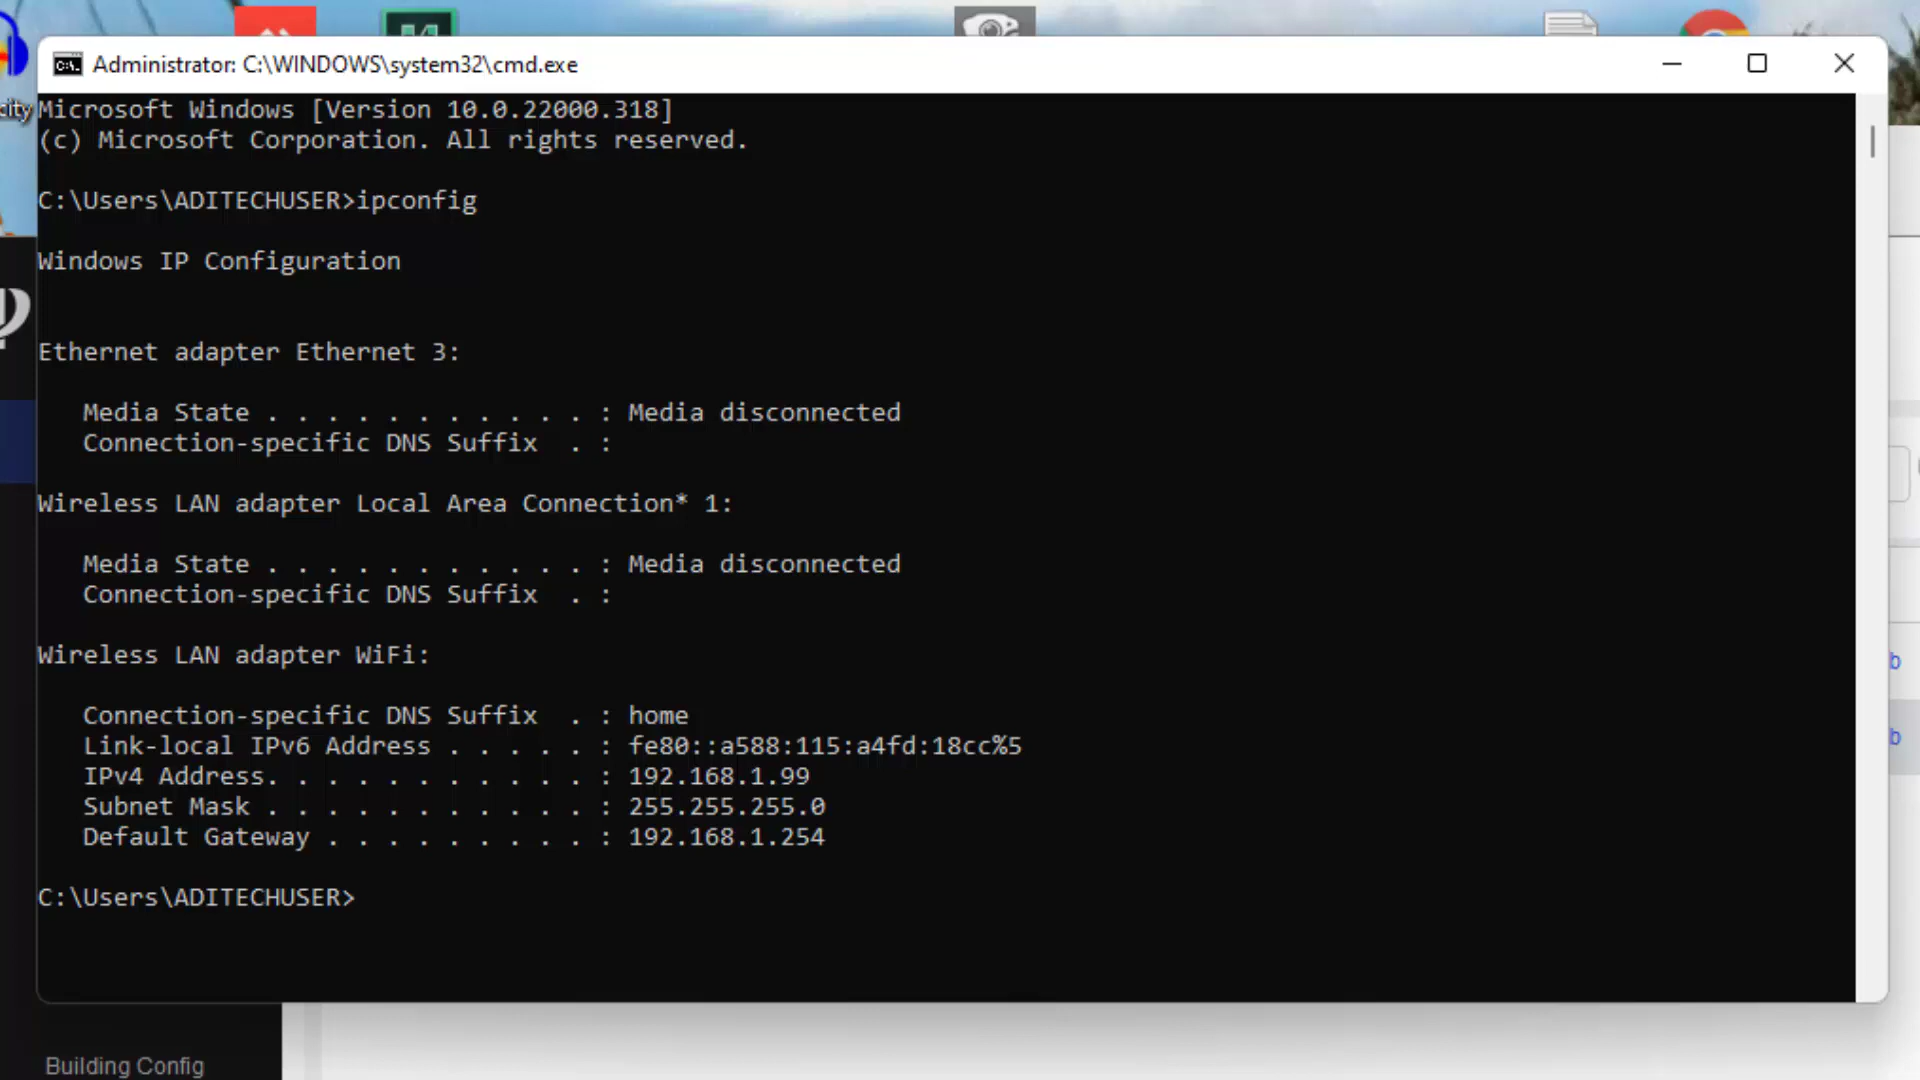 Administrator: C:\WINDOWS\system32\cmd.exe
city
Microsoft Windows [Version 10.0.22000.318]
(c) Microsoft Corporation. All rights reserved.
C:\Users\ADITECHUSER>ipconfig
Windows IP Configuration
Ethernet adapter Ethernet 3:
Media State . . . . . . . . . . . : Media disconnected
Connection-specific DNS Suffix  . :
Wireless LAN adapter Local Area Connection* 1:
Media State . . . . . . . . . . . : Media disconnected
Connection-specific DNS Suffix  . :
Wireless LAN adapter WiFi:
Connection-specific DNS Suffix  . : home
Link-local IPv6 Address . . . . . : fe80::a588:115:a4fd:18cc%5
IPv4 Address. . . . . . . . . . . : 192.168.1.99
Subnet Mask . . . . . . . . . . . : 255.255.255.0
Default Gateway . . . . . . . . . : 192.168.1.254
C:\Users\ADITECHUSER>
b
b
Building Config